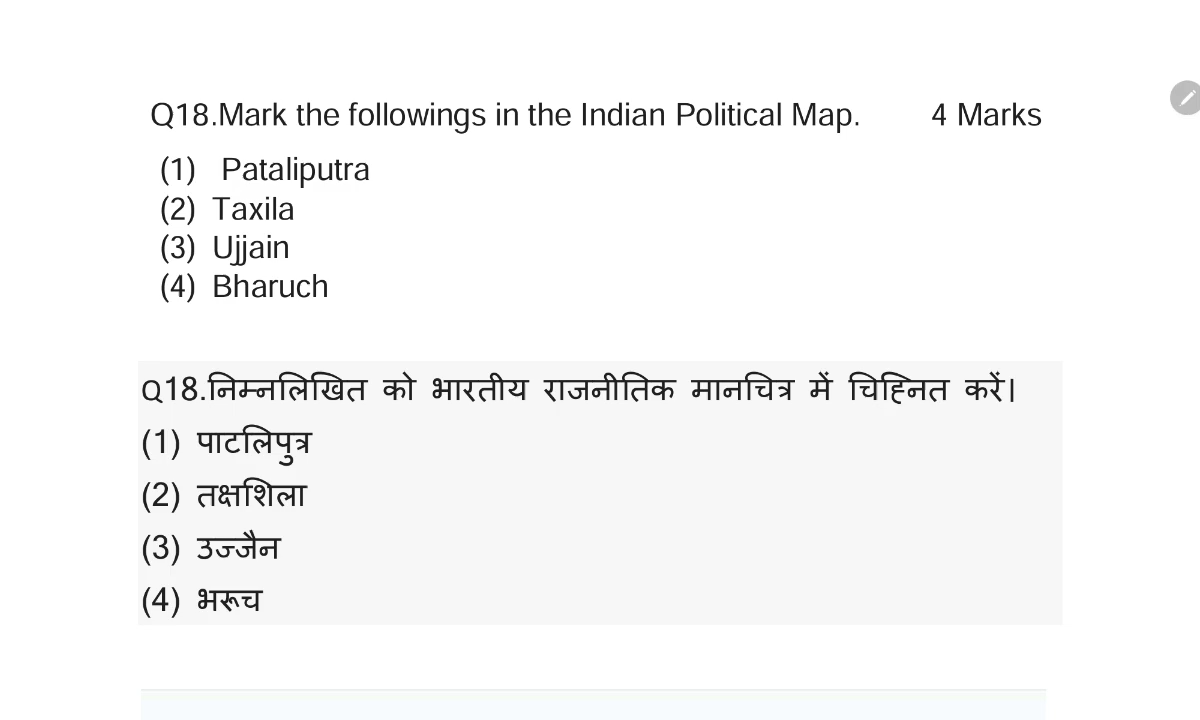 Q18.Mark the followings in the Indian Political Map. 4 Marks
(1) Pataliputra
(2) Taxila
(3) Ujjain
(4) Bharuch
Q18.निम्नलिखित को भारतीय राजनीतिक मानचित्र में चिह्नित करें।
(1) पाटलिपुत्र
(2) तक्षशिला
(3) उज्जैन
(4) भरूच